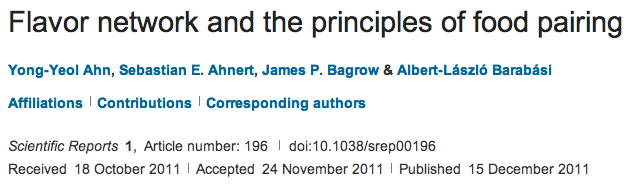 Flavor network and the principles of food pairing
Yong-Yeol Ahn, Sebastian E. Ahnert, James P. Bagrow & Albert-László Barabási
Affiliations | Contributions | Corresponding authors
Scientific Reports 1, Article number: 196 | doi:10.1038/srep00196
Received 18 October 2011 | Accepted 24 November 2011 | Published 15 December 2011